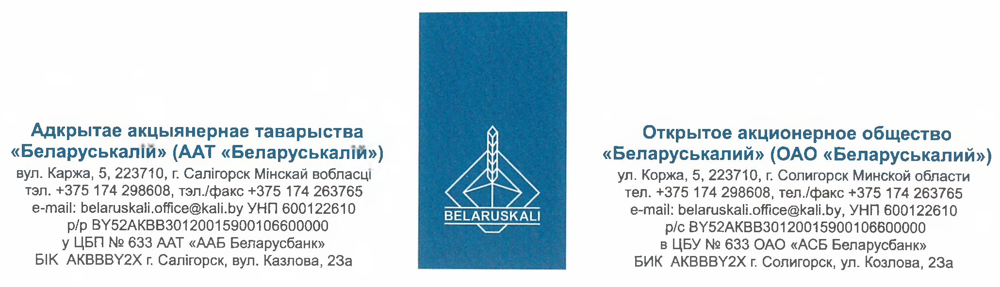 Адкрытае акцыянернае таварыства
«Беларуськалій» (ААТ «Беларуськалій»)
вул. Каржа, 5, 223710, г. Салігорск Мінскай вобласці
тэл. +375 174 298608, тэл./факс +375 174 263765
e-mail: belaruskali.office@kali.by УНП 600122610
р/р BY52AKBB30120015900106600000
у ЦБП № 633 ААТ «ААБ Беларусбанк»
БІК AKBBBY2X г. Салігорск, вул. Казлова, 23а
BELARUSKALI
Открытое акционерное общество
«Беларуськалий» (ОАО «Беларуськалий»)
ул. Коржа, 5, 223710, г. Солигорск Минской области
тел. +375 174 298608, тел./факс +375 174 263765
e-mail: belaruskali.office@kali.by, УНП 600122610
р/с BY52AKBB30120015900106600000
в ЦБУ № 633 ОАО «АСБ Беларусбанк»
БИК AKBBBY2X г. Солигорск, ул. Козлова, 23а